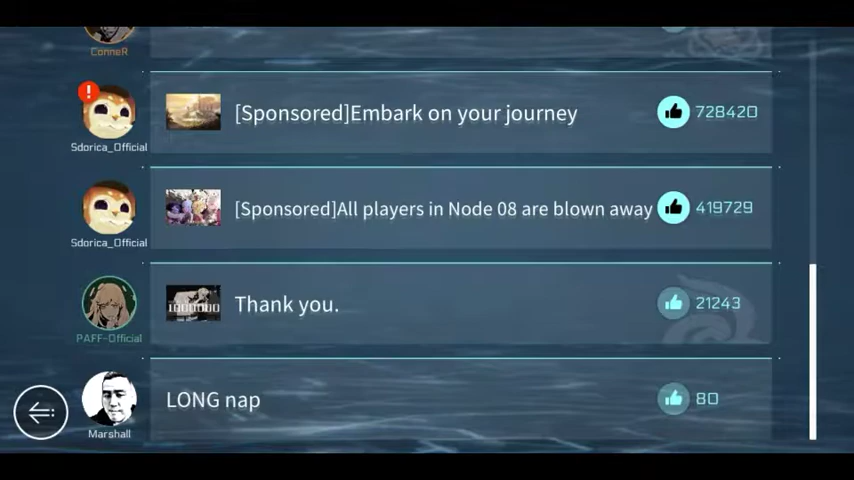 ConneR
[Sponsored]Embark on your journey
728420
Sdorica_Official
[Sponsored]All players in Node 08 are blown away
419729
Sdorica_Official
Thank you.
21243
PAFF-Official
LONG nap
80
Marshall